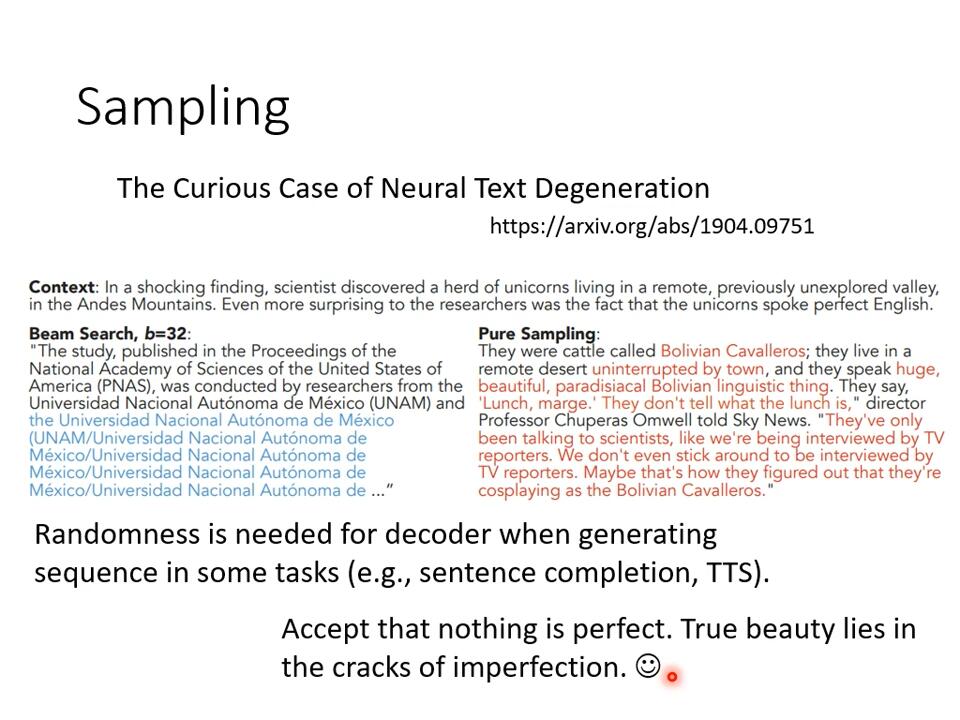 Sampling
The Curious Case of Neural Text Degeneration
https://arxiv.org/abs/1904.09751
Context: In a shocking finding, scientist discovered a herd of unicorns living in a remote, previously unexplored valley,
in the Andes Mountains. Even more surprising to the researchers was the fact that the unicorns spoke perfect English.
Beam Search, b=32:
"The study, published in the Proceedings of the
National Academy of Sciences of the United States of
America (PNAS), was conducted by researchers from the
Universidad Nacional Autónoma de México (UNAM) and
the Universidad Nacional Autónoma de México
(UNAM/Universidad Nacional Autónoma de
México/Universidad Nacional Autónoma de
México/Universidad Nacional Autónoma de
México/Universidad Nacional Autónoma de ..."
Pure Sampling:
They were cattle called Bolivian Cavalleros; they live in a
remote desert uninterrupted by town, and they speak huge,
beautiful, paradisiacal Bolivian linguistic thing. They say,
'Lunch, marge.' They don't tell what the lunch is," director
Professor Chuperas Omwell told Sky News. "They've only
been talking to scientists, like we're being interviewed by TV
reporters. We don't even stick around to be interviewed by
TV reporters. Maybe that's how they figured out that they're
cosplaying as the Bolivian Cavalleros."
Randomness is needed for decoder when generating
sequence in some tasks (e.g., sentence completion, TTS).
Accept that nothing is perfect. True beauty lies in
the cracks of imperfection. ☺